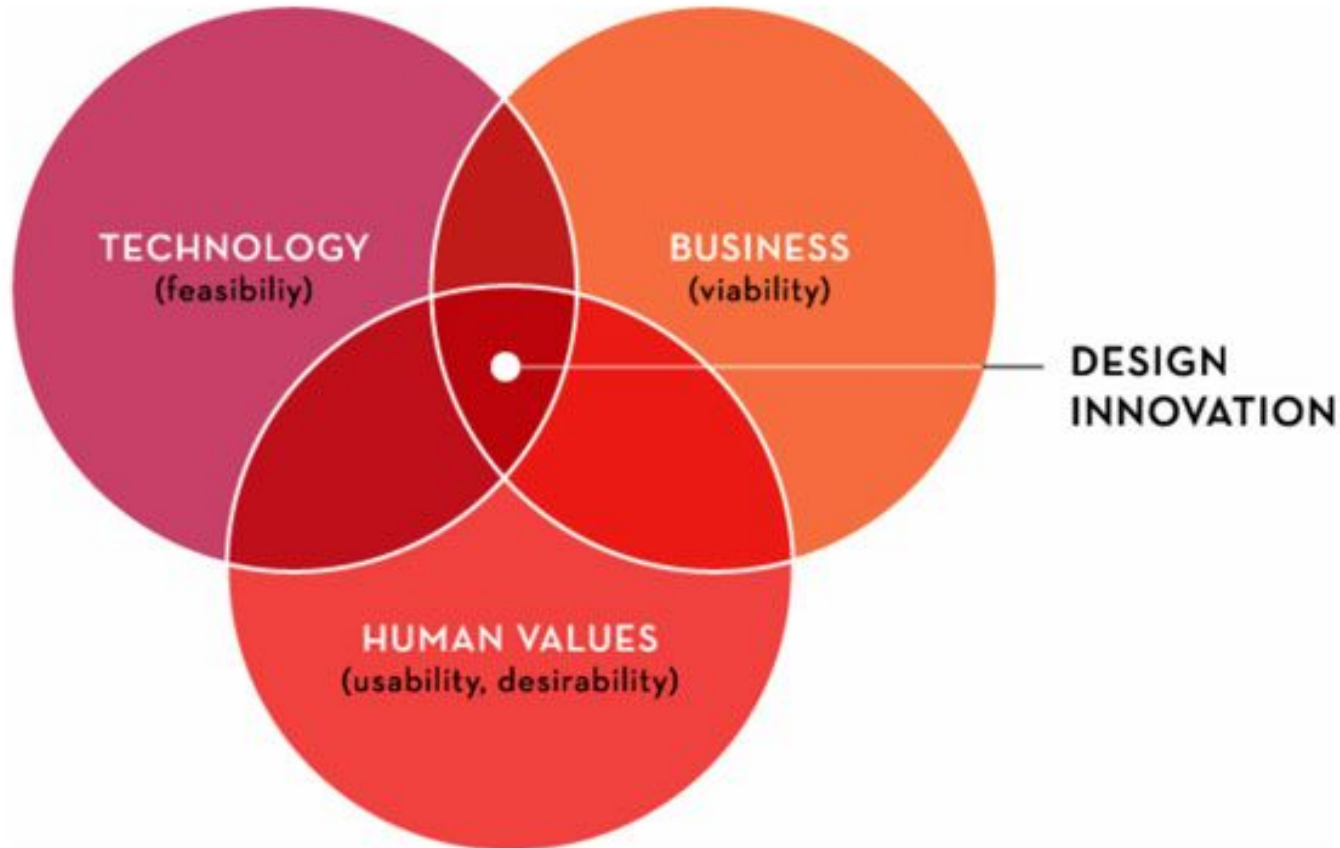 TECHNOLOGY
(feasibiliy)
BUSINESS
(viability)
DESIGN
INNOVATION
HUMAN VALUES
(usability, desirability)